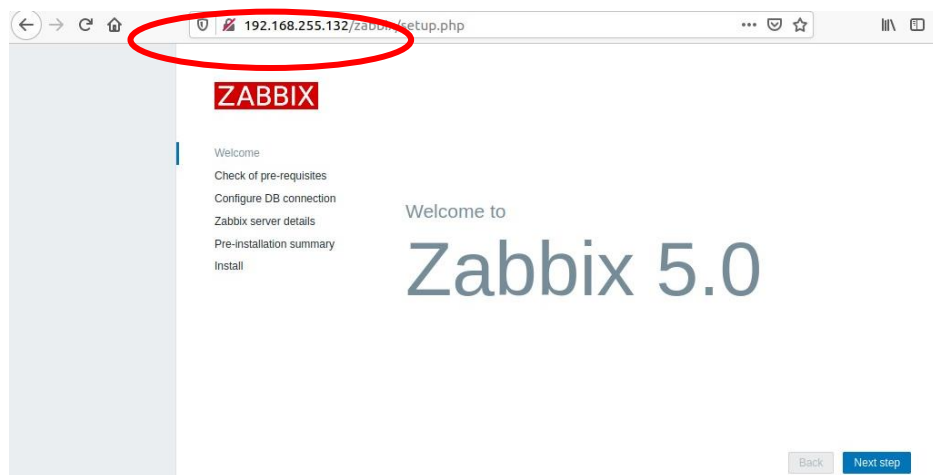 192.168.255.132/zabbix/setup.php
ZABBIX
Welcome
Check of pre-requisites
Configure DB connection
Zabbix server details
Pre-installation summary
Install
Welcome to
Zabbix 5.0
Back
Next step